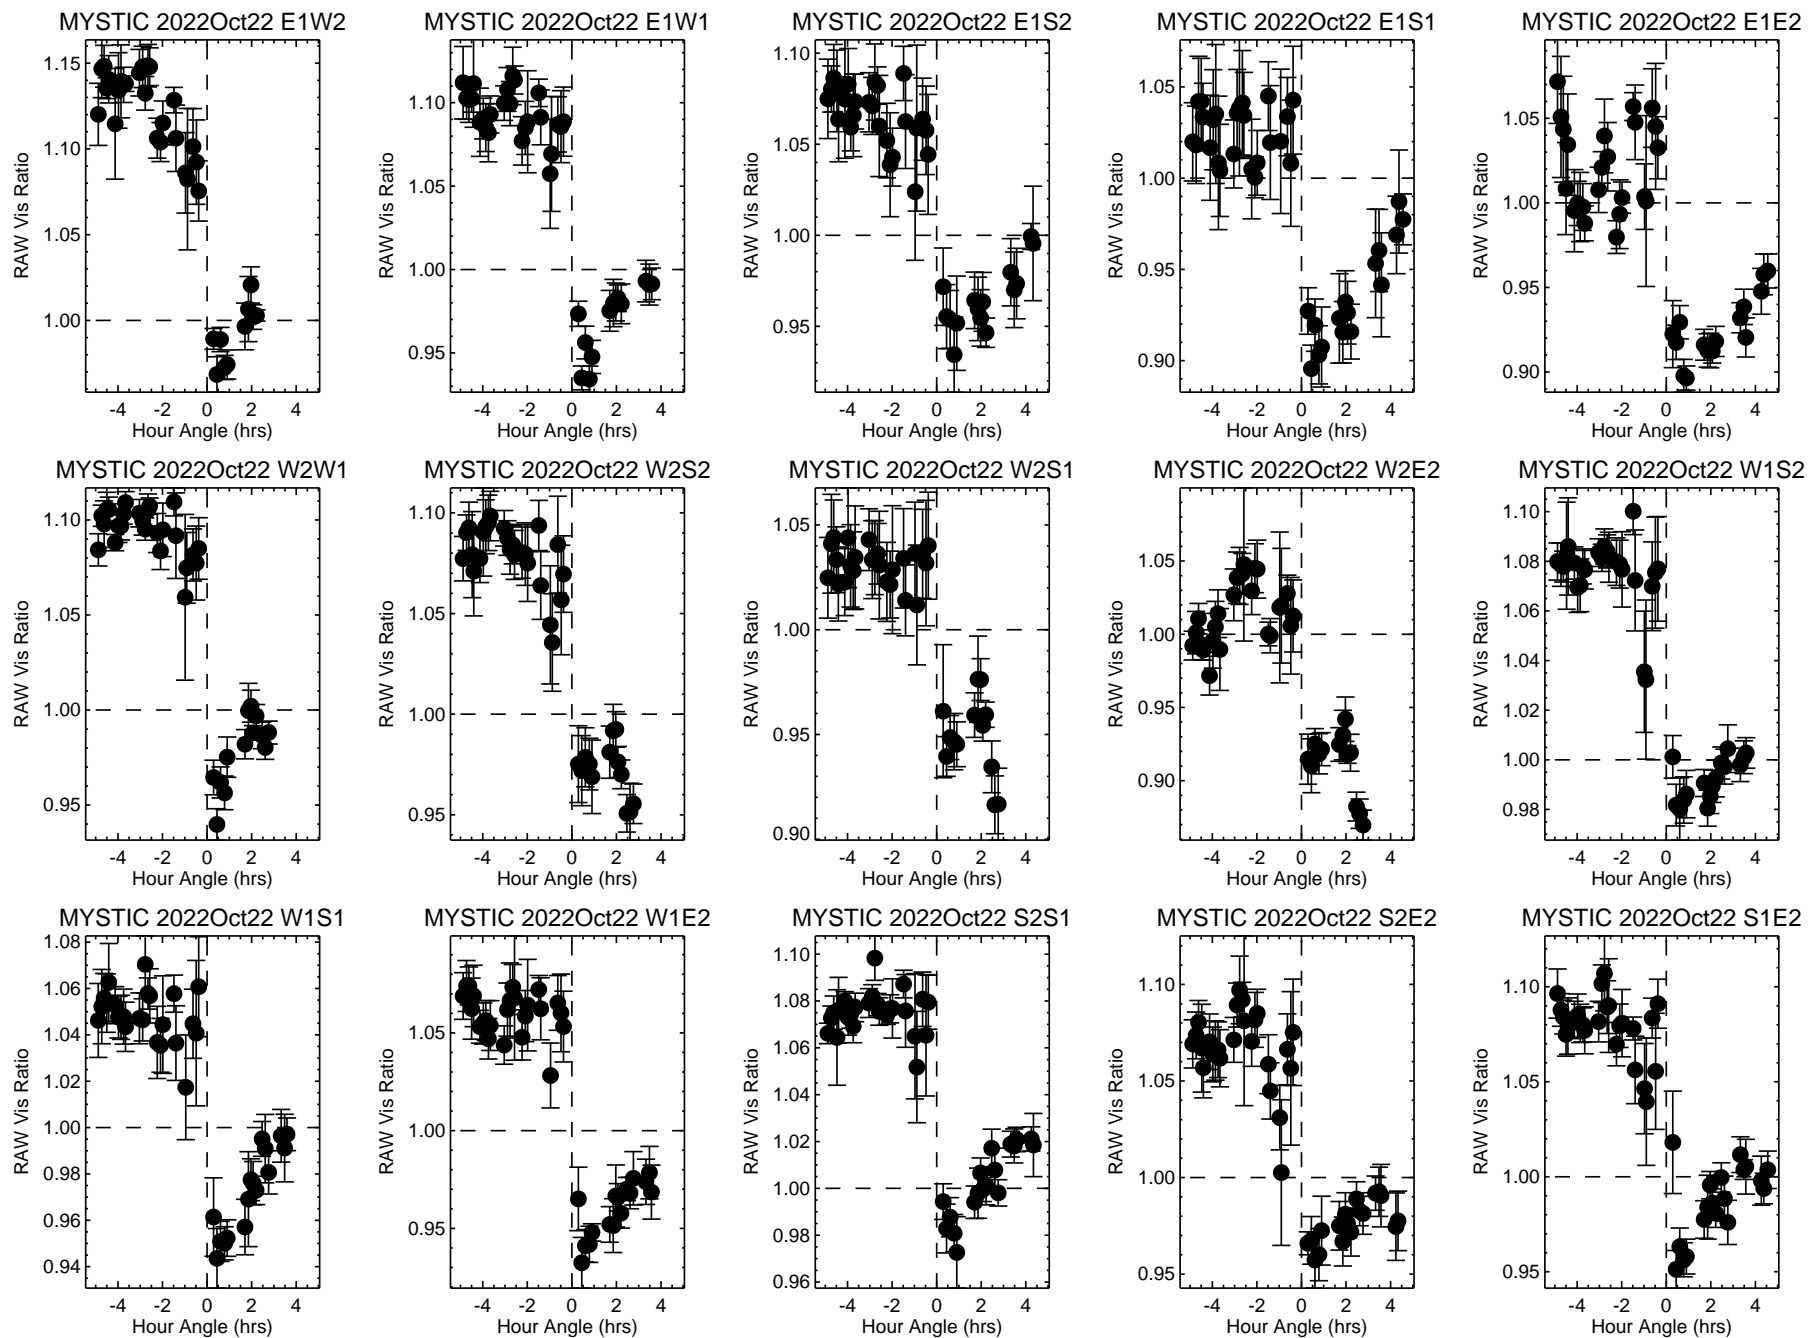 MYSTIC 2022Oct22 E1W2
RAW Vis Ratio
1.15
1.10
1.05
1.00
-4 -2 0 2 4
Hour Angle (hrs)
MYSTIC 2022Oct22 E1W1
RAW Vis Ratio
1.10
1.05
1.00
0.95
-4 -2 0 2 4
Hour Angle (hrs)
MYSTIC 2022Oct22 E1S2
RAW Vis Ratio
1.10
1.05
1.00
0.95
-4 -2 0 2 4
Hour Angle (hrs)
MYSTIC 2022Oct22 E1S1
RAW Vis Ratio
1.05
1.00
0.95
0.90
-4 -2 0 2 4
Hour Angle (hrs)
MYSTIC 2022Oct22 E1E2
RAW Vis Ratio
1.05
1.00
0.95
0.90
-4 -2 0 2 4
Hour Angle (hrs)
MYSTIC 2022Oct22 W2W1
RAW Vis Ratio
1.10
1.05
1.00
0.95
-4 -2 0 2 4
Hour Angle (hrs)
MYSTIC 2022Oct22 W2S2
RAW Vis Ratio
1.10
1.05
1.00
0.95
-4 -2 0 2 4
Hour Angle (hrs)
MYSTIC 2022Oct22 W2S1
RAW Vis Ratio
1.05
1.00
0.95
0.90
-4 -2 0 2 4
Hour Angle (hrs)
MYSTIC 2022Oct22 W2E2
RAW Vis Ratio
1.05
1.00
0.95
0.90
-4 -2 0 2 4
Hour Angle (hrs)
MYSTIC 2022Oct22 W1S2
RAW Vis Ratio
1.10
1.08
1.06
1.04
1.02
1.00
0.98
-4 -2 0 2 4
Hour Angle (hrs)
MYSTIC 2022Oct22 W1S1
RAW Vis Ratio
1.08
1.06
1.04
1.02
1.00
0.98
0.96
0.94
-4 -2 0 2 4
Hour Angle (hrs)
MYSTIC 2022Oct22 W1E2
RAW Vis Ratio
1.05
1.00
0.95
-4 -2 0 2 4
Hour Angle (hrs)
MYSTIC 2022Oct22 S2S1
RAW Vis Ratio
1.10
1.08
1.06
1.04
1.02
1.00
0.98
0.96
-4 -2 0 2 4
Hour Angle (hrs)
MYSTIC 2022Oct22 S2E2
RAW Vis Ratio
1.10
1.05
1.00
0.95
-4 -2 0 2 4
Hour Angle (hrs)
MYSTIC 2022Oct22 S1E2
RAW Vis Ratio
1.10
1.05
1.00
0.95
-4 -2 0 2 4
Hour Angle (hrs)